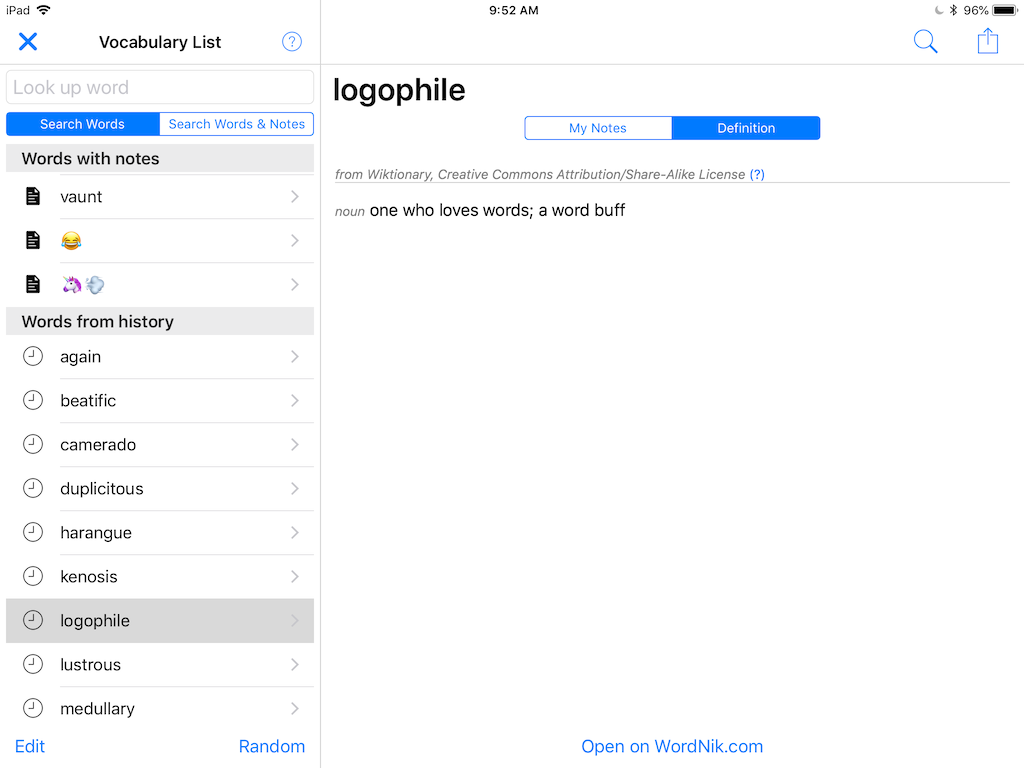 iPad 9:52 AM 96%
Vocabulary List ?
Look up word
Search Words Search Words & Notes
Words with notes
vaunt
😂
🦄💨
Words from history
again
beatific
camerado
duplicitous
harangue
kenosis
logophile
lustrous
medullary
Edit Random
logophile
My Notes Definition
from Wiktionary, Creative Commons Attribution/Share-Alike License (?)
noun one who loves words; a word buff
Open on WordNik.com